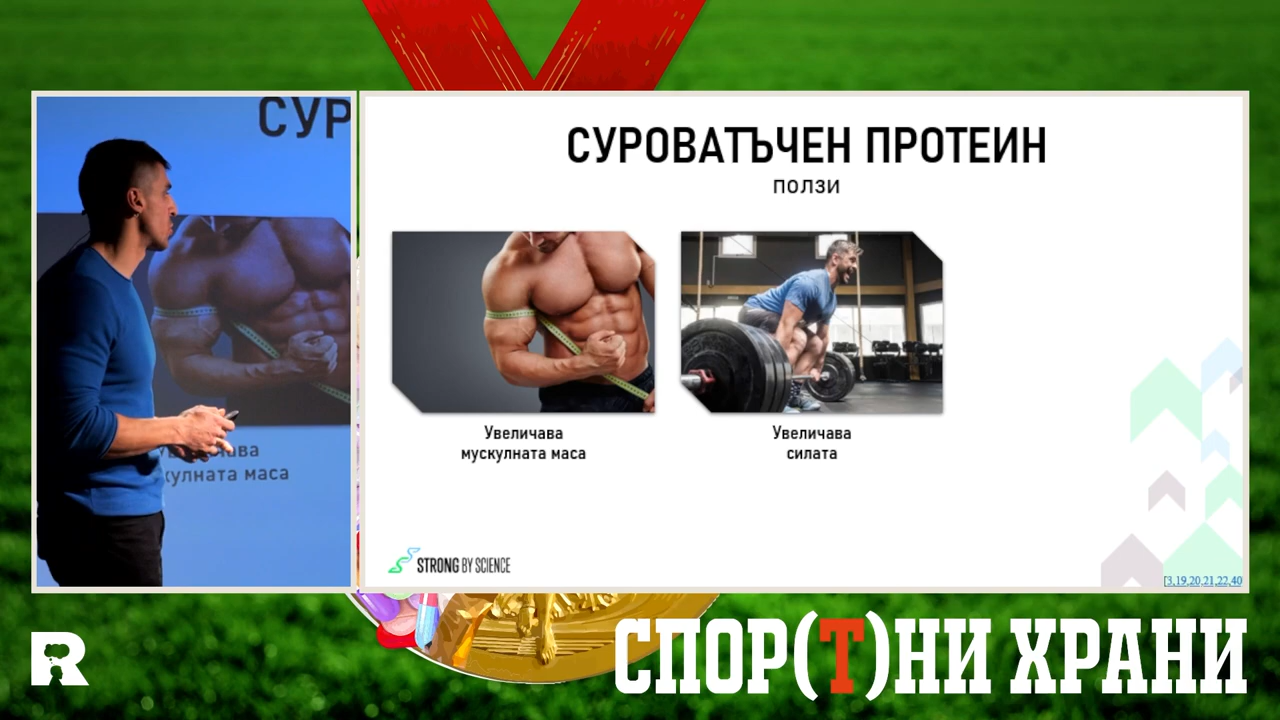 СУР
СУРОВАТЪЧЕН ПРОТЕИН
ПОЛЗИ
Увеличава
мускулната маса
Увеличава
силата
кулната маса
STRONG BY SCIENCE
[3,19,20,21,22,40
R
СПОР(Т)НИ ХРАНИ